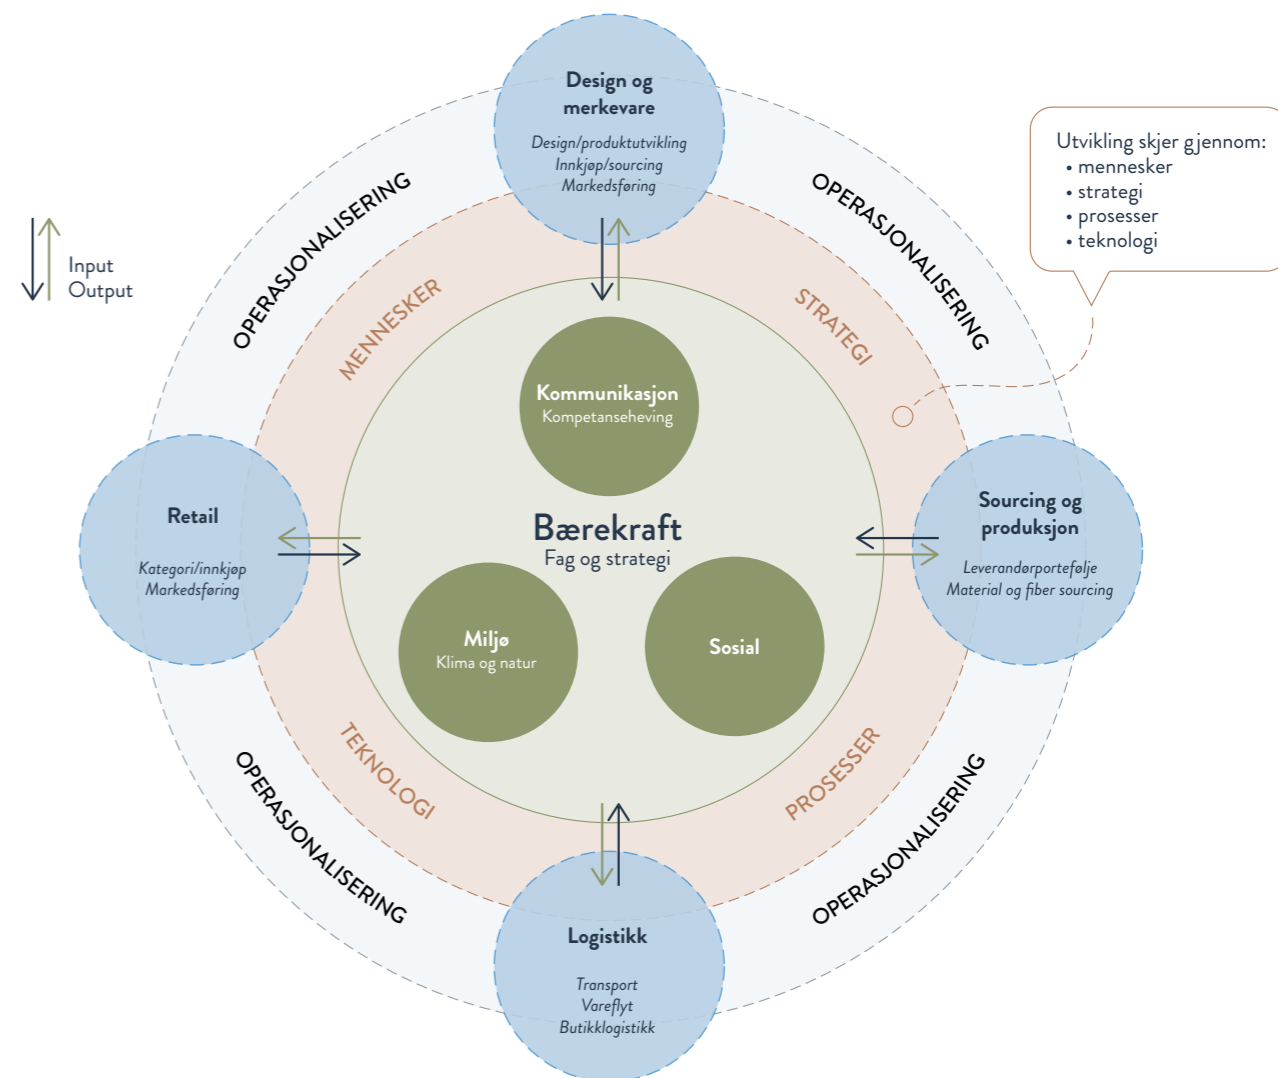 Design og
merkevare
Design/produktutvikling
Innkjøp/sourcing
Markedsføring
Utvikling skjer gjennom:
• mennesker
• strategi
• prosesser
• teknologi
Input
Output
OPERASJONALISERING
OPERASJONALISERING
MENNESKER
STRATEGI
Kommunikasjon
Kompetanseheving
Retail
Kategori/innkjøp
Markedsføring
Bærekraft
Fag og strategi
Sourcing og
produksjon
Leverandørportefølje
Material og fiber sourcing
Miljø
Klima og natur
Sosial
TEKNOLOGI
PROSESSER
OPERASJONALISERING
OPERASJONALISERING
Logistikk
Transport
Vareflyt
Butikklogistikk